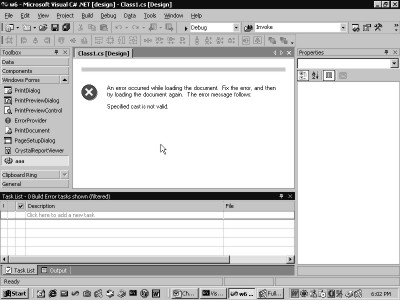 w6 - Microsoft Visual C# .NET [design] - Class1.cs [Design]
File Edit View Project Build Debug Data Tools Window Help
Debug Invoke
Toolbox
Class1.cs [Design]
Properties
Data
Components
Windows Forms
PrintDialog
PrintPreviewDialog
PrintPreviewControl
ErrorProvider
PrintDocument
PageSetupDialog
CrystalReportViewer
aaa
Clipboard Ring
General
An error occurred while loading the document. Fix the error, and then
try loading the document again. The error message follows:
Specified cast is not valid.
Task List - 0 Build Error tasks shown (filtered)
! Description File
Click here to add a new task
Task List Output
Ready
Start Ch... Vis... w6 ... Full... 6:02 PM